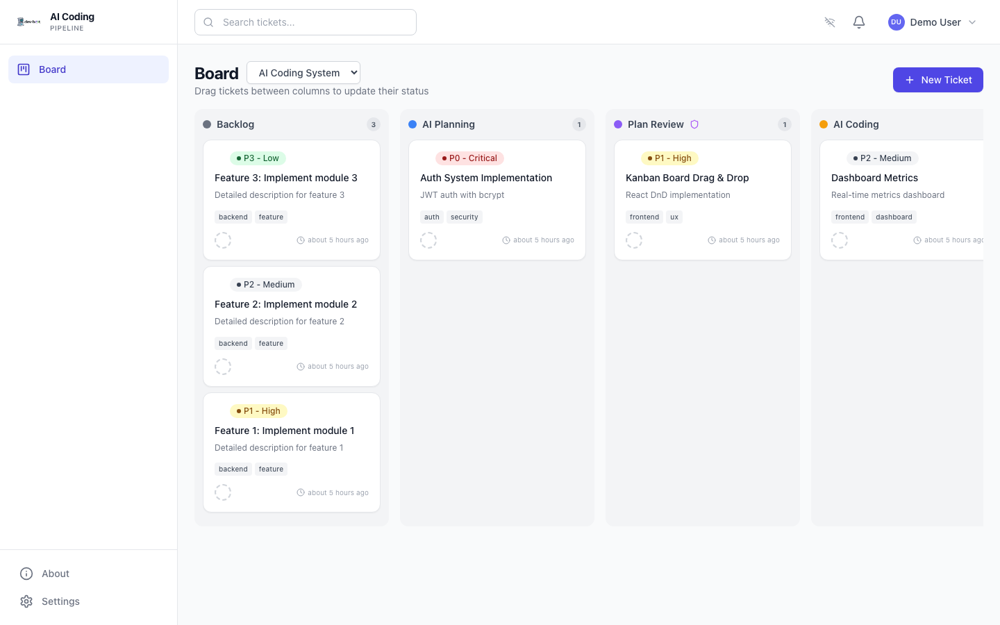 dev-bot
AI Coding
PIPELINE
Search tickets...
DU
Demo User
Board
Board
AI Coding System
Drag tickets between columns to update their status
New Ticket
Backlog
3
P3 - Low
Feature 3: Implement module 3
Detailed description for feature 3
backend feature
about 5 hours ago
P2 - Medium
Feature 2: Implement module 2
Detailed description for feature 2
backend feature
about 5 hours ago
P1 - High
Feature 1: Implement module 1
Detailed description for feature 1
backend feature
about 5 hours ago
AI Planning
1
P0 - Critical
Auth System Implementation
JWT auth with bcrypt
auth security
about 5 hours ago
Plan Review
1
P1 - High
Kanban Board Drag & Drop
React DnD implementation
frontend ux
about 5 hours ago
AI Coding
P2 - Medium
Dashboard Metrics
Real-time metrics dashboard
frontend dashboard
about 5 hours ago
About
Settings